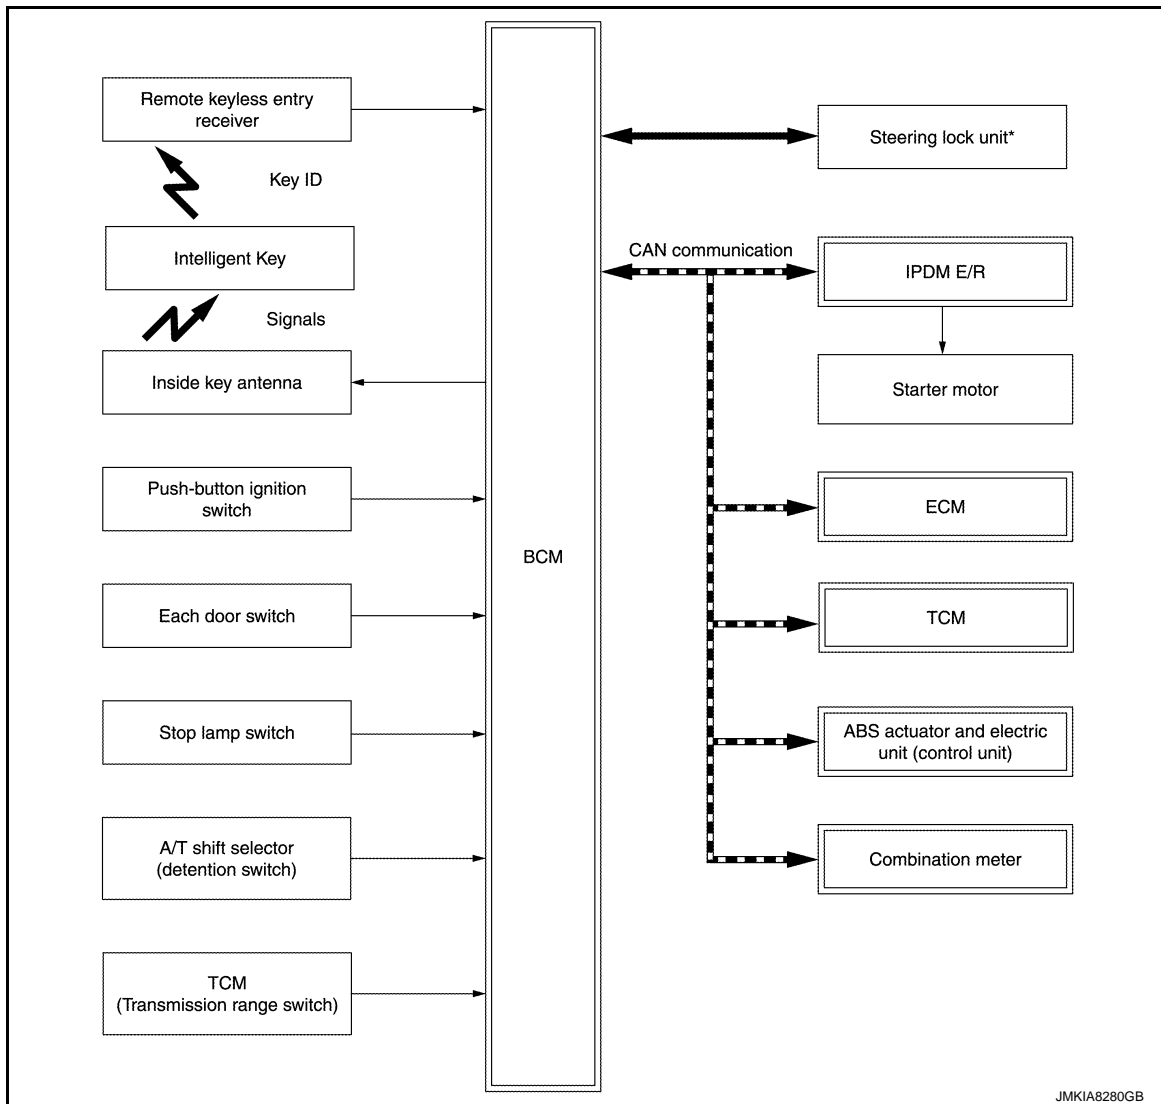 Remote keyless entry
receiver
Key ID
Intelligent Key
Signals
Inside key antenna
Push-button ignition
switch
Each door switch
Stop lamp switch
A/T shift selector
(detention switch)
TCM
(Transmission range switch)
BCM
Steering lock unit*
CAN communication
IPDM E/R
Starter motor
ECM
TCM
ABS actuator and electric
unit (control unit)
Combination meter
JMKIA8280GB